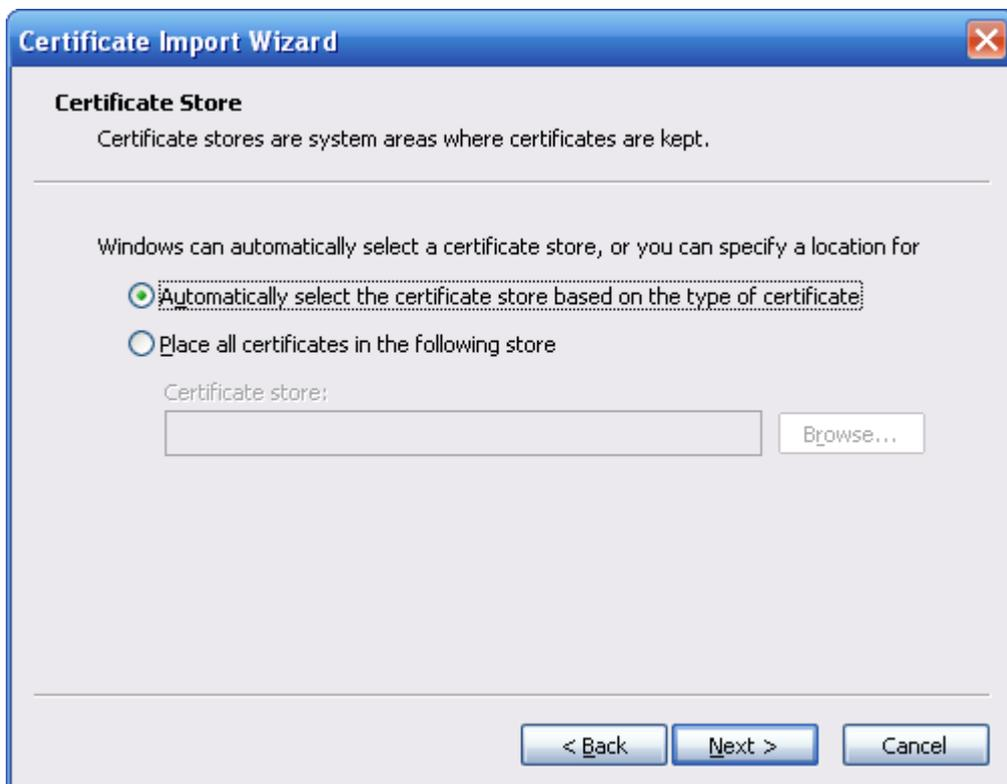 Certificate Import Wizard
Certificate Store
Certificate stores are system areas where certificates are kept.
Windows can automatically select a certificate store, or you can specify a location for
Automatically select the certificate store based on the type of certificate
Place all certificates in the following store
Certificate store:
Browse...
< Back Next > Cancel